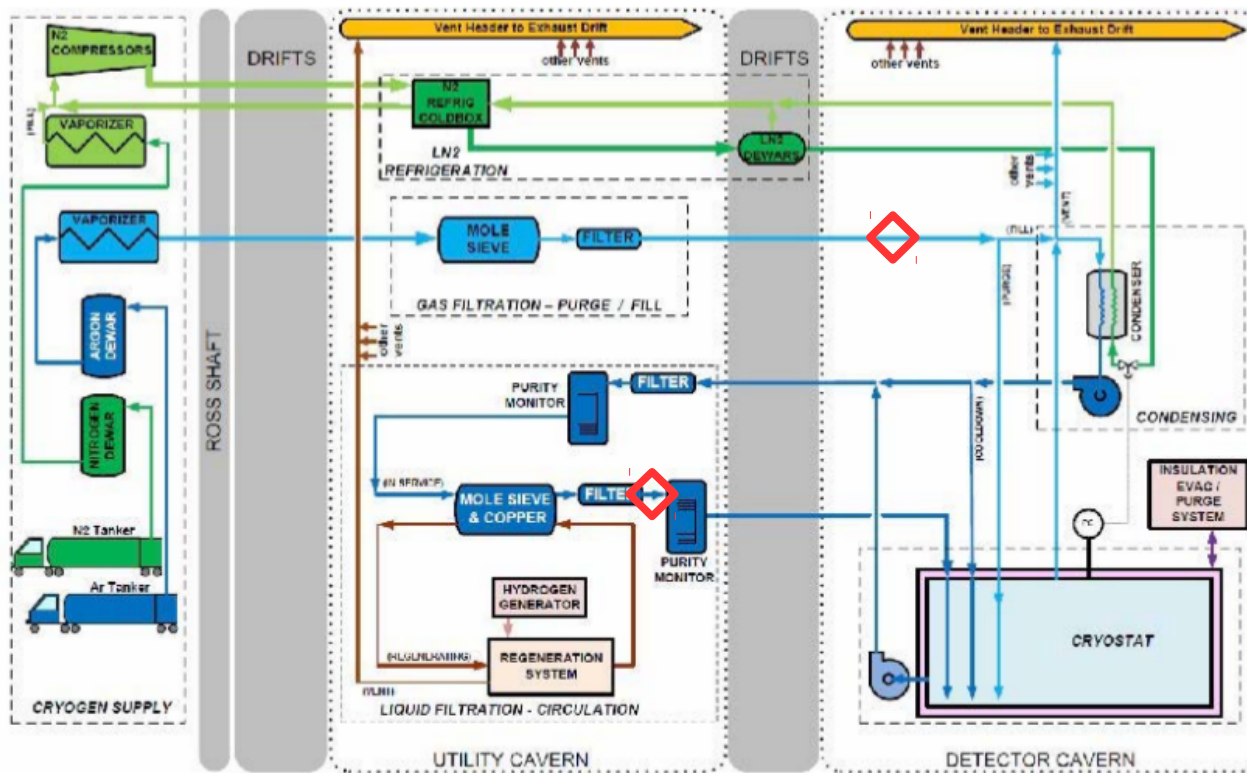 N2
COMPRESSORS
(FILL)
VAPORIZER
VAPORIZER
ARGON
DEWAR
NITROGEN
DEWAR
N2 Tanker
Ar Tanker
CRYOGEN SUPPLY
ROSS SHAFT
DRIFTS
Vent Header to Exhaust Drift
other vents
N2
REFRIG
COLDBOX
LN2
REFRIGERATION
MOLE
SIEVE
FILTER
GAS FILTRATION – PURGE / FILL
other
vents
PURITY
MONITOR
FILTER
(IN SERVICE)
MOLE SIEVE
& COPPER
FILTER
PURITY
MONITOR
HYDROGEN
GENERATOR
(REGENERATING)
REGENERATION
SYSTEM
(VENT)
LIQUID FILTRATION - CIRCULATION
UTILITY CAVERN
DRIFTS
LN2
DEWARS
Vent Header to Exhaust Drift
other vents
other
vents
(VENT)
(FILL)
(PURGE)
CONDENSER
(COOLDOWN)
CONDENSING
INSULATION
EVAC /
PURGE
SYSTEM
CRYOSTAT
DETECTOR CAVERN